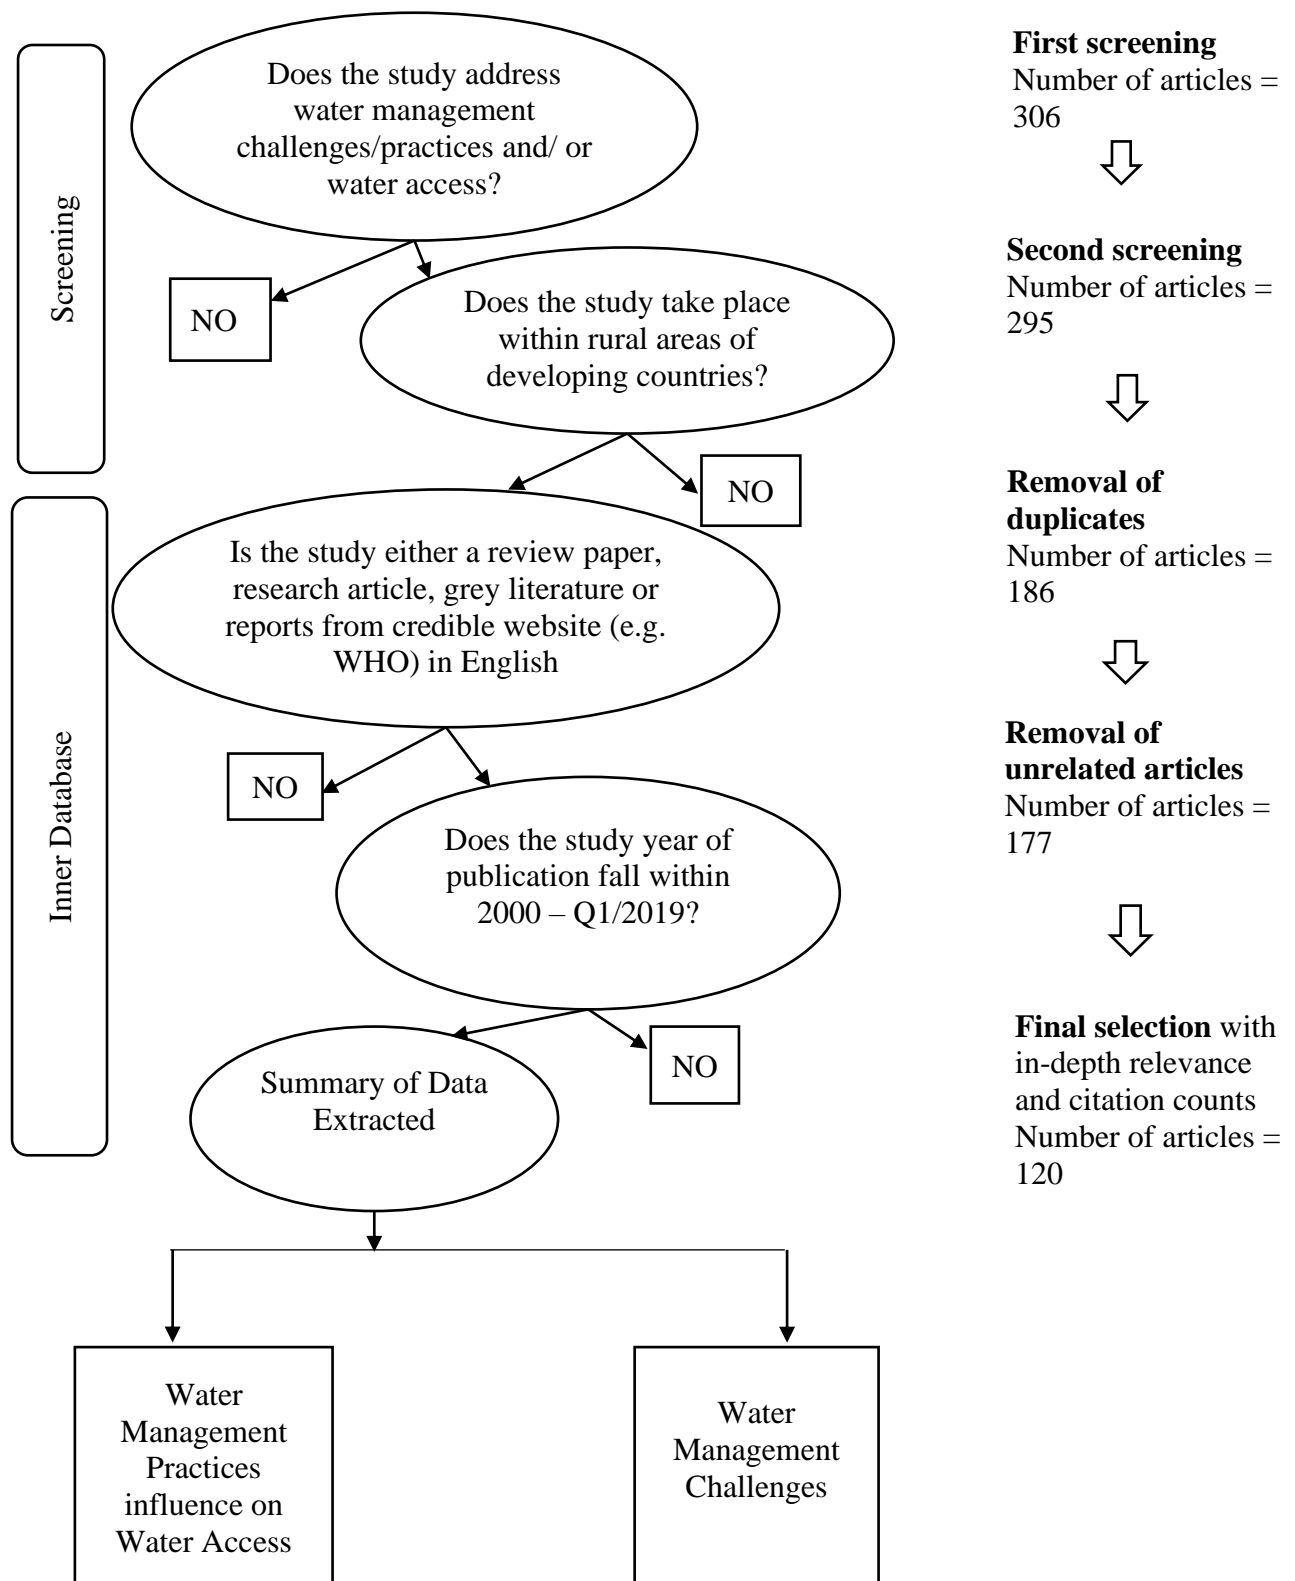 Screening
Does the study address
water management
challenges/practices and/ or
water access?
NO
Does the study take place
within rural areas of
developing countries?
NO
Inner Database
Is the study either a review paper,
research article, grey literature or
reports from credible website (e.g.
WHO) in English
NO
Does the study year of
publication fall within
2000 – Q1/2019?
NO
Summary of Data
Extracted
Water
Management
Practices
influence on
Water Access
Water
Management
Challenges
First screening
Number of articles =
306
Second screening
Number of articles =
295
Removal of
duplicates
Number of articles =
186
Removal of
unrelated articles
Number of articles =
177
Final selection with
in-depth relevance
and citation counts
Number of articles =
120